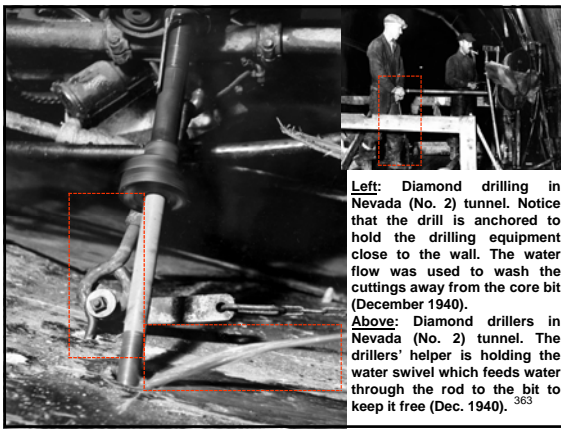 Left: Diamond drilling in
Nevada (No. 2) tunnel. Notice
that the drill is anchored to
hold the drilling equipment
close to the wall. The water
flow was used to wash the
cuttings away from the core bit
(December 1940).
Above: Diamond drillers in
Nevada (No. 2) tunnel. The
drillers' helper is holding the
water swivel which feeds water
through the rod to the bit to
keep it free (Dec. 1940). 363